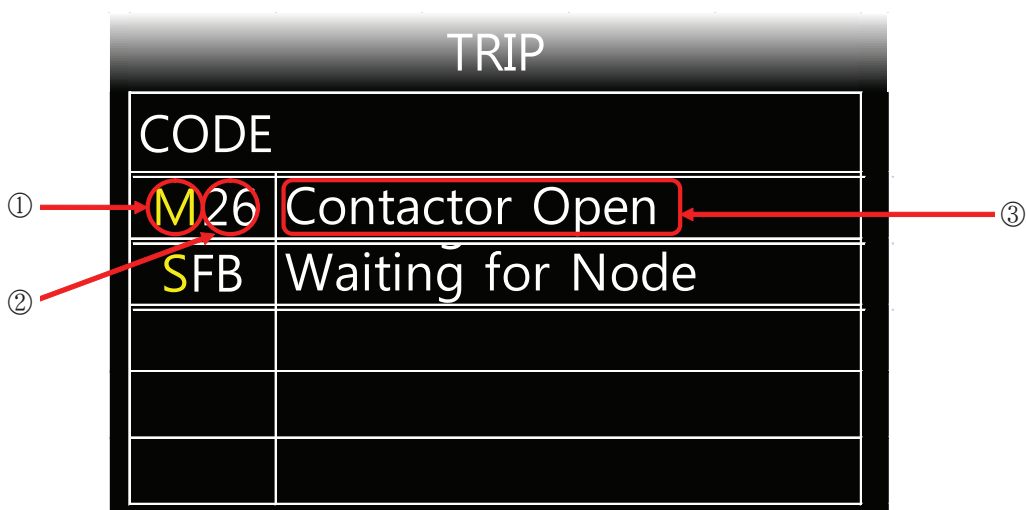 TRIP
CODE
① M26 Contactor Open ③
② SFB Waiting for Node